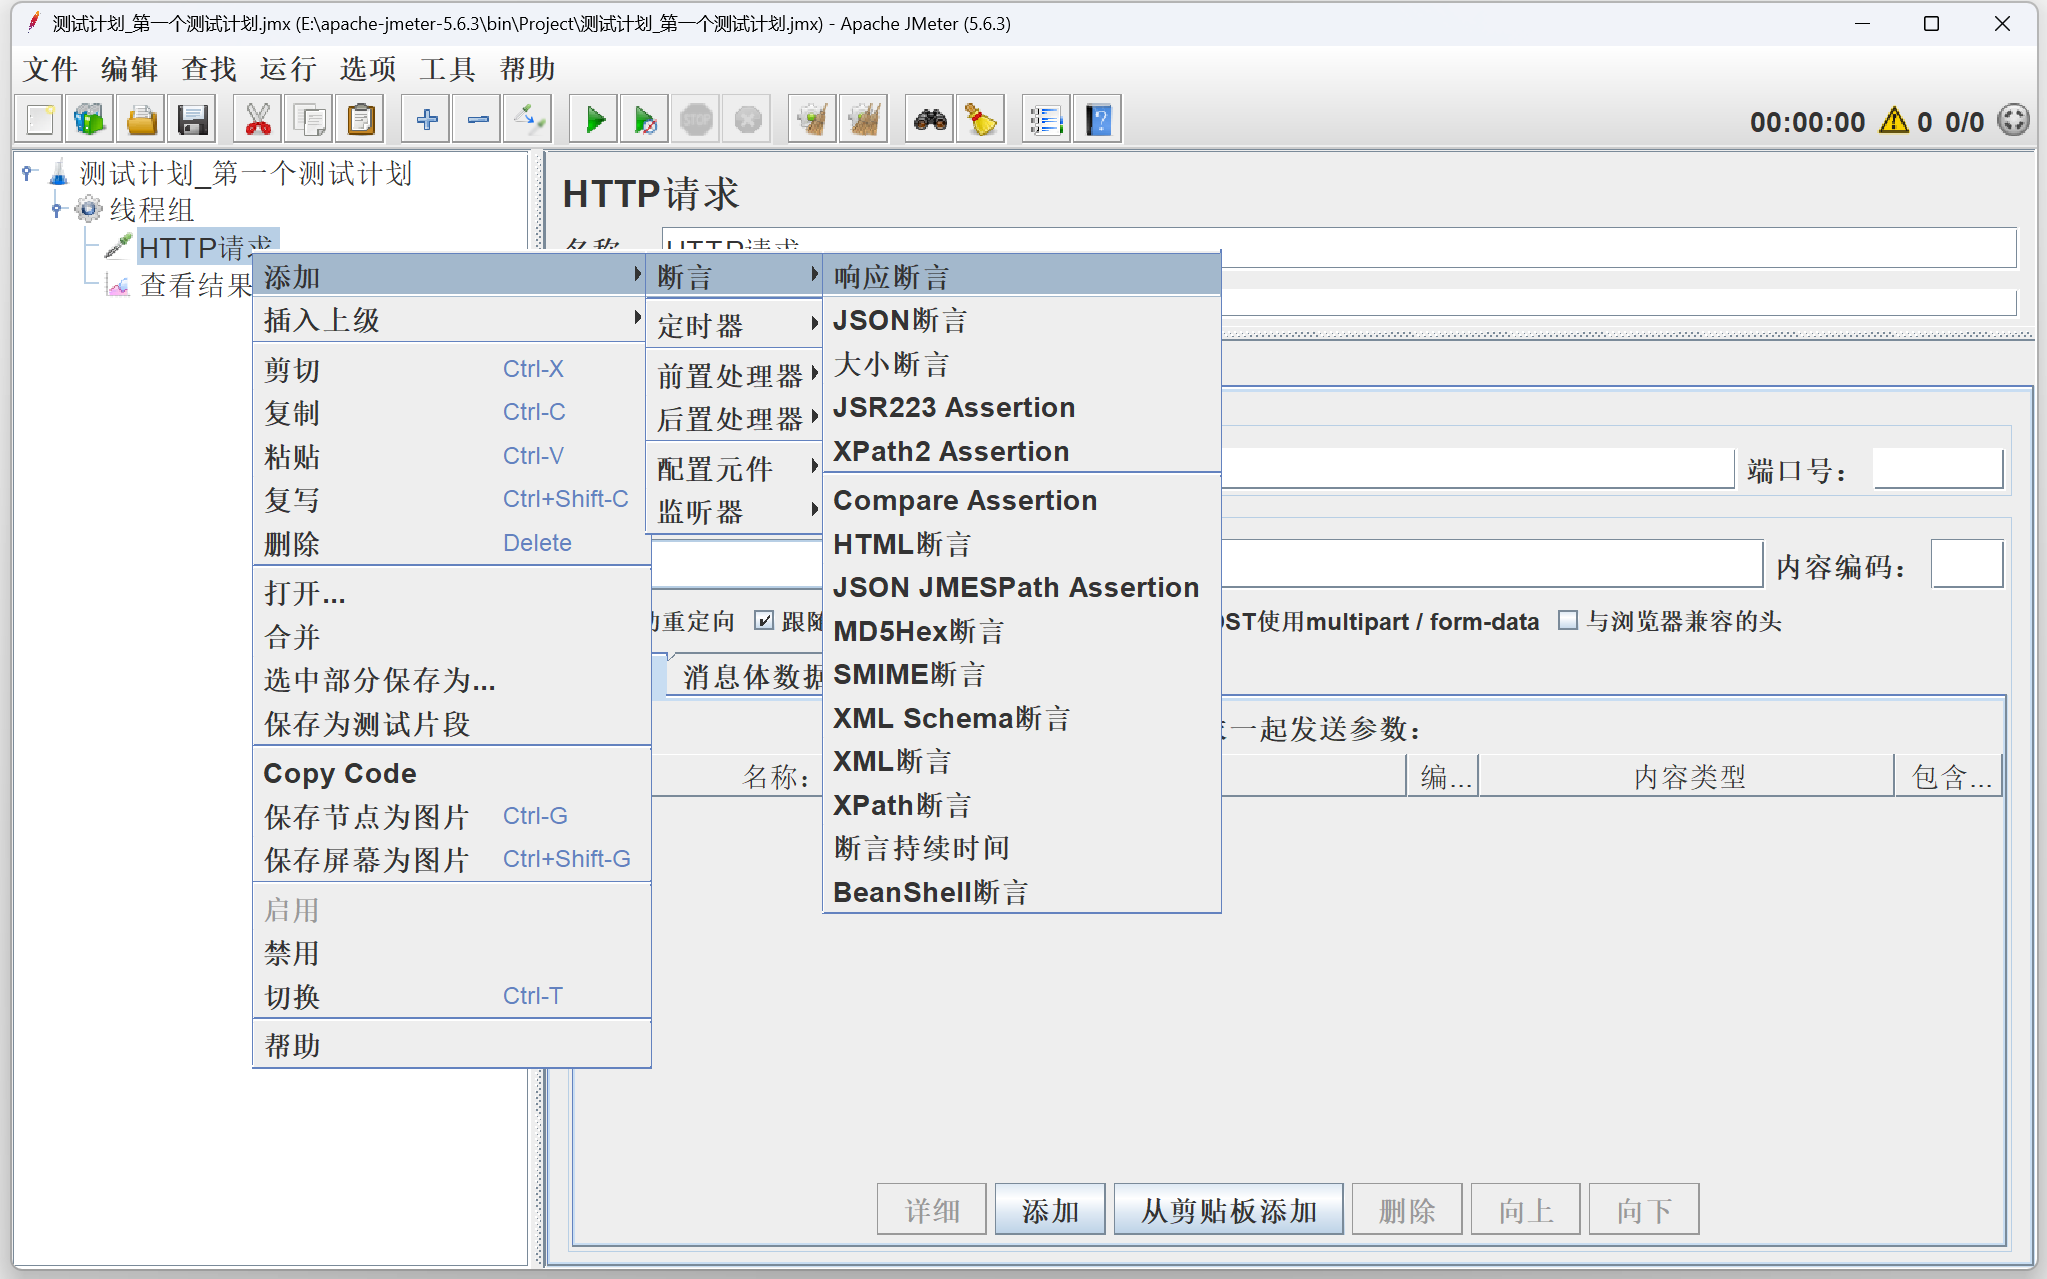 测试计划_第一个测试计划.jmx (E:\apache-jmeter-5.6.3\bin\Project\测试计划_第一个测试计划.jmx) - Apache JMeter (5.6.3)
文件 编辑 查找 运行 选项 工具 帮助
STOP
00:00:00 0 0/0
测试计划_第一个测试计划
线程组
HTTP请求
查看结果
HTTP请求
名称
HTTP请求
添加
插入上级
剪切 Ctrl-X
复制 Ctrl-C
粘贴 Ctrl-V
复写 Ctrl+Shift-C
删除 Delete
打开...
合并
选中部分保存为...
保存为测试片段
Copy Code
保存节点为图片 Ctrl-G
保存屏幕为图片 Ctrl+Shift-G
启用
禁用
切换 Ctrl-T
帮助
断言
定时器
前置处理器
后置处理器
配置元件
监听器
响应断言
JSON断言
大小断言
JSR223 Assertion
XPath2 Assertion
Compare Assertion
HTML断言
JSON JMESPath Assertion
MD5Hex断言
SMIME断言
XML Schema断言
XML断言
XPath断言
断言持续时间
BeanShell断言
端口号：
内容编码：
重定向 跟随 ST使用multipart / form-data 与浏览器兼容的头
消息体数据
一起发送参数：
名称： 编... 内容类型 包含...
详细 添加 从剪贴板添加 删除 向上 向下